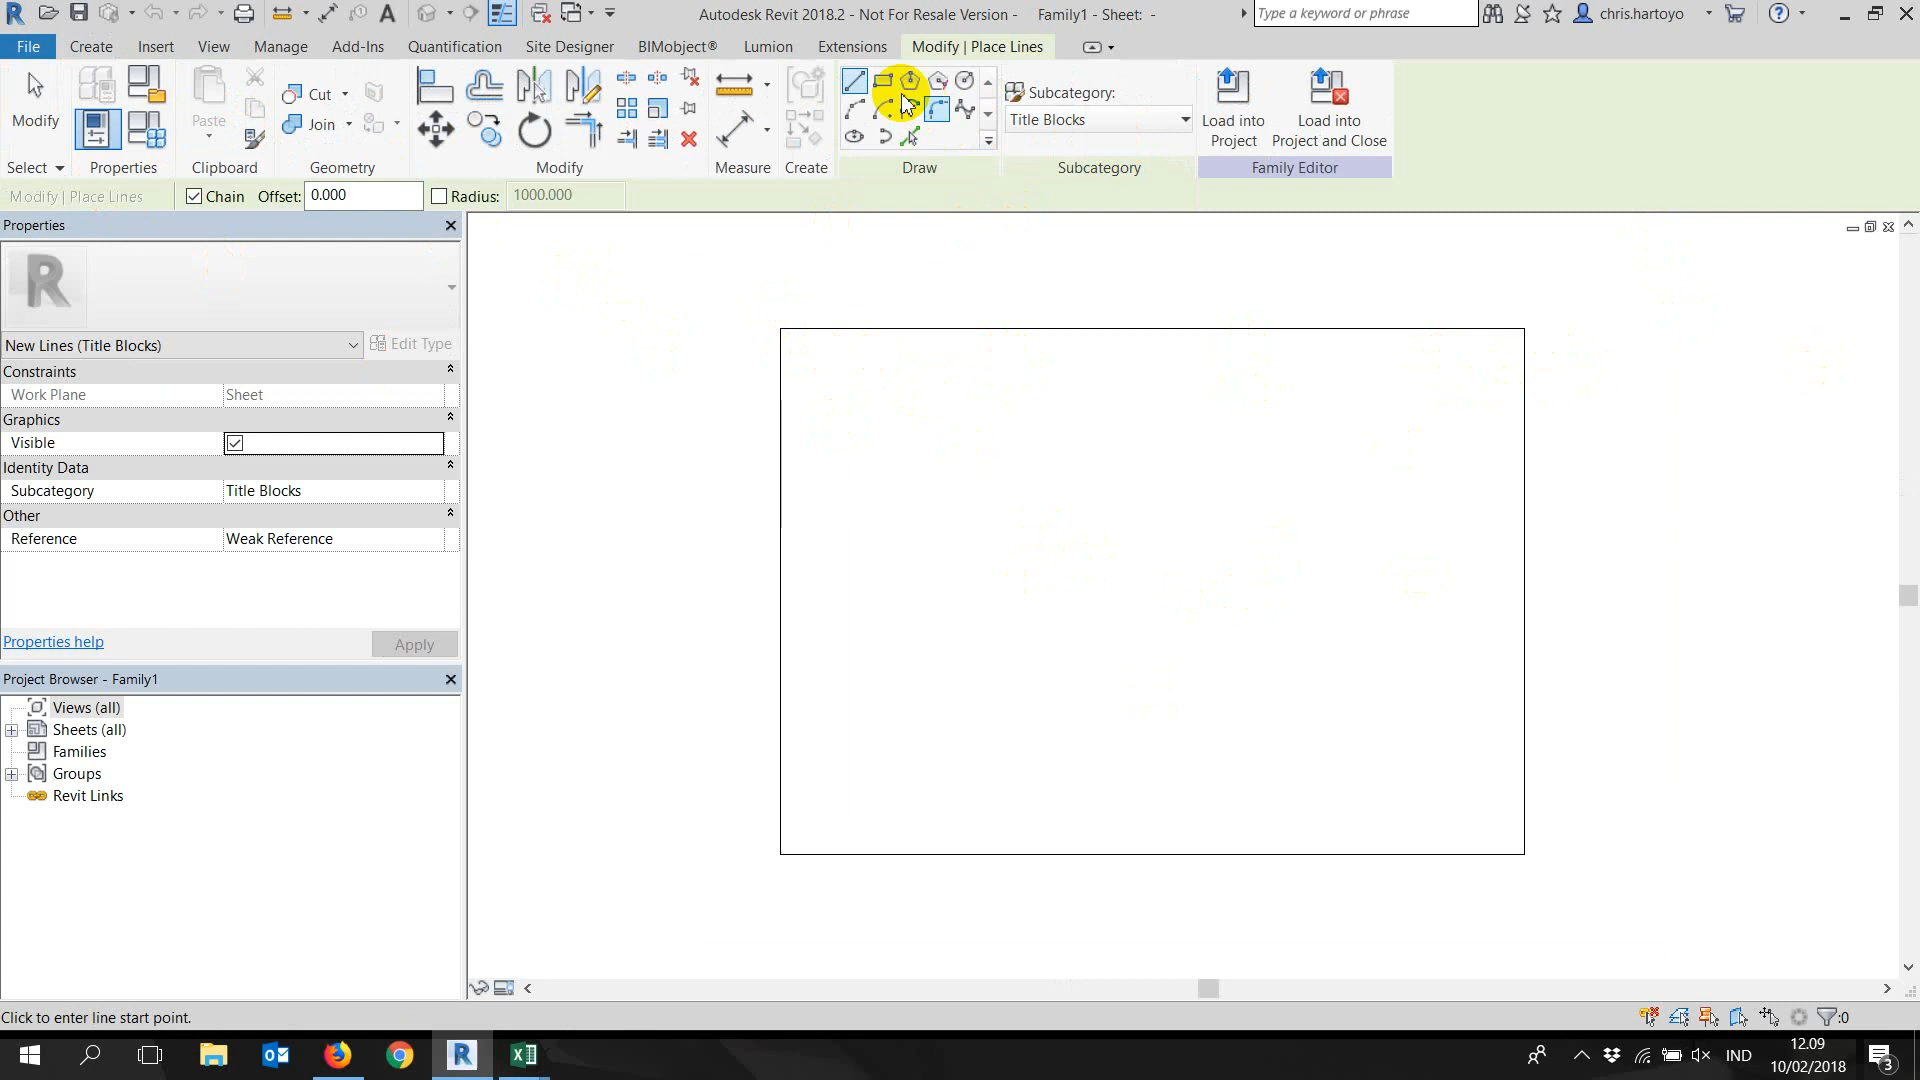 Autodesk Revit 2018.2 - Not For Resale Version - Family1 - Sheet: -
Type a keyword or phrase
chris.hartoyo
File Create Insert View Manage Add-Ins Quantification Site Designer BIMobject® Lumion Extensions Modify | Place Lines
Modify
Paste
Cut
Join
Subcategory:
Title Blocks
Load into Project
Load into Project and Close
Select Properties Clipboard Geometry Modify Measure Create Draw Subcategory Family Editor
Modify | Place Lines Chain Offset: 0.000 Radius: 1000.000
Properties
R
New Lines (Title Blocks) Edit Type
Constraints
Work Plane Sheet
Graphics
Visible
Identity Data
Subcategory Title Blocks
Other
Reference Weak Reference
Properties help Apply
Project Browser - Family1
Views (all)
Sheets (all)
Families
Groups
Revit Links
Click to enter line start point.
:0
IND
12.09
10/02/2018
3